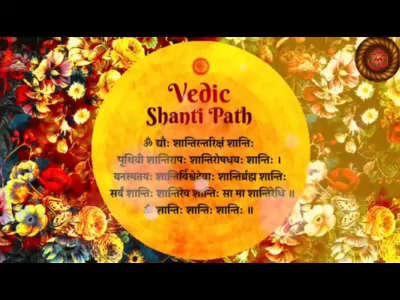 Vedic
Shanti Path
ॐ द्यौः शान्तिरन्तरिक्षं शान्तिः
पृथिवी शान्तिरापः शान्तिरोषधयः शान्तिः ।
वनस्पतयः शान्तिर्विश्वेदेवाः शान्तिर्ब्रह्म शान्तिः
सर्वं शान्तिः शान्तिरेव शान्तिः सा मा शान्तिरेधि ॥
शान्तिः शान्तिः ॥